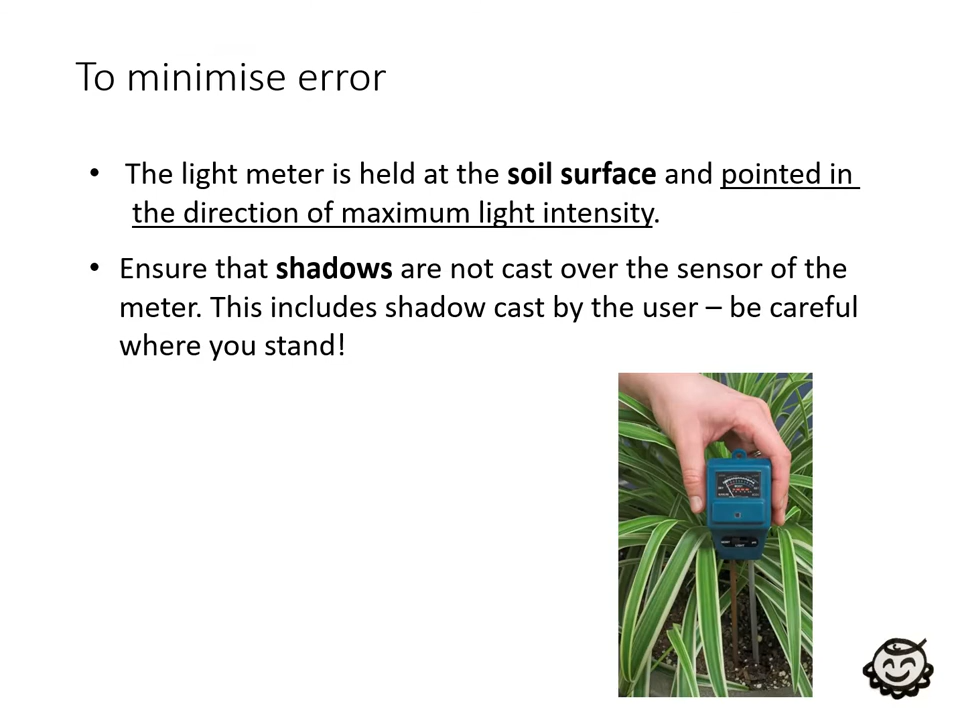 To minimise error
• The light meter is held at the soil surface and pointed in
the direction of maximum light intensity.
• Ensure that shadows are not cast over the sensor of the
meter. This includes shadow cast by the user – be careful
where you stand!